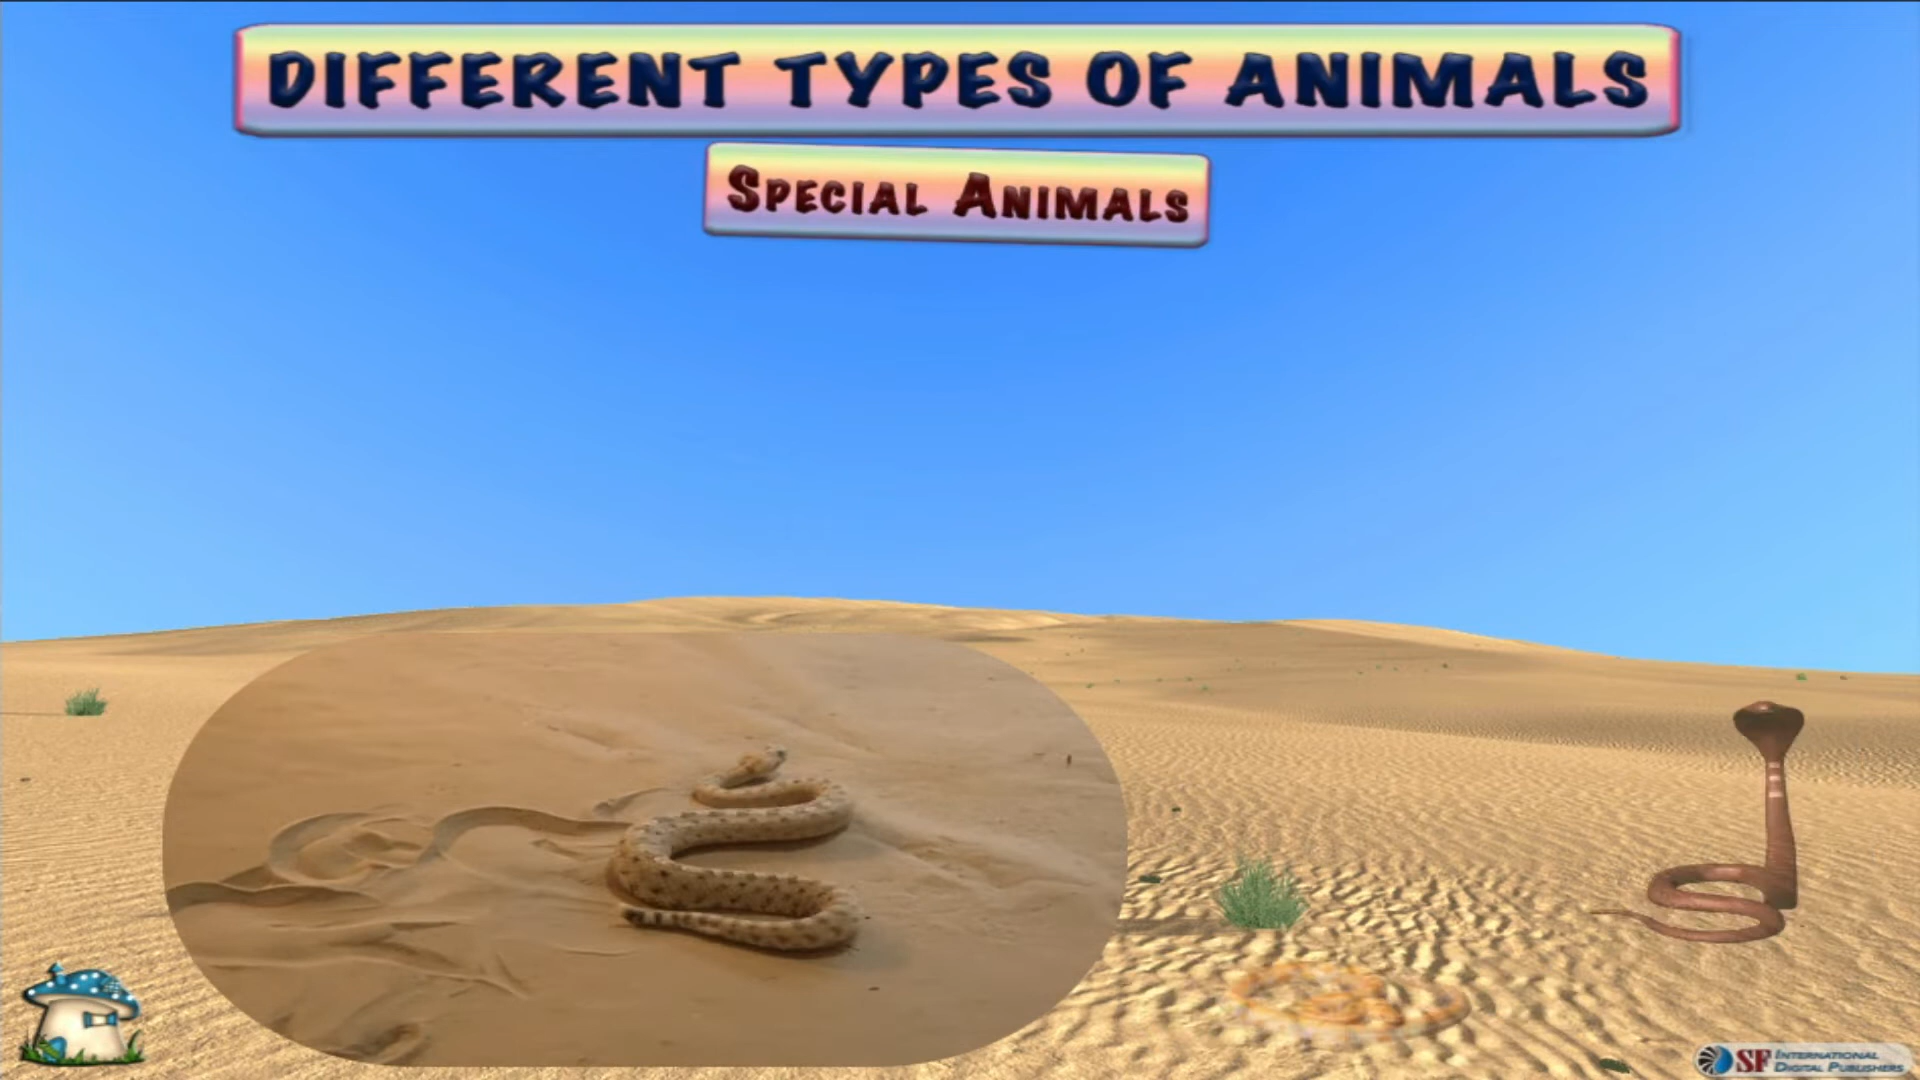 DIFFERENT TYPES OF ANIMALS
SPECIAL ANIMALS
SF INTERNATIONAL
DIGITAL PUBLISHERS